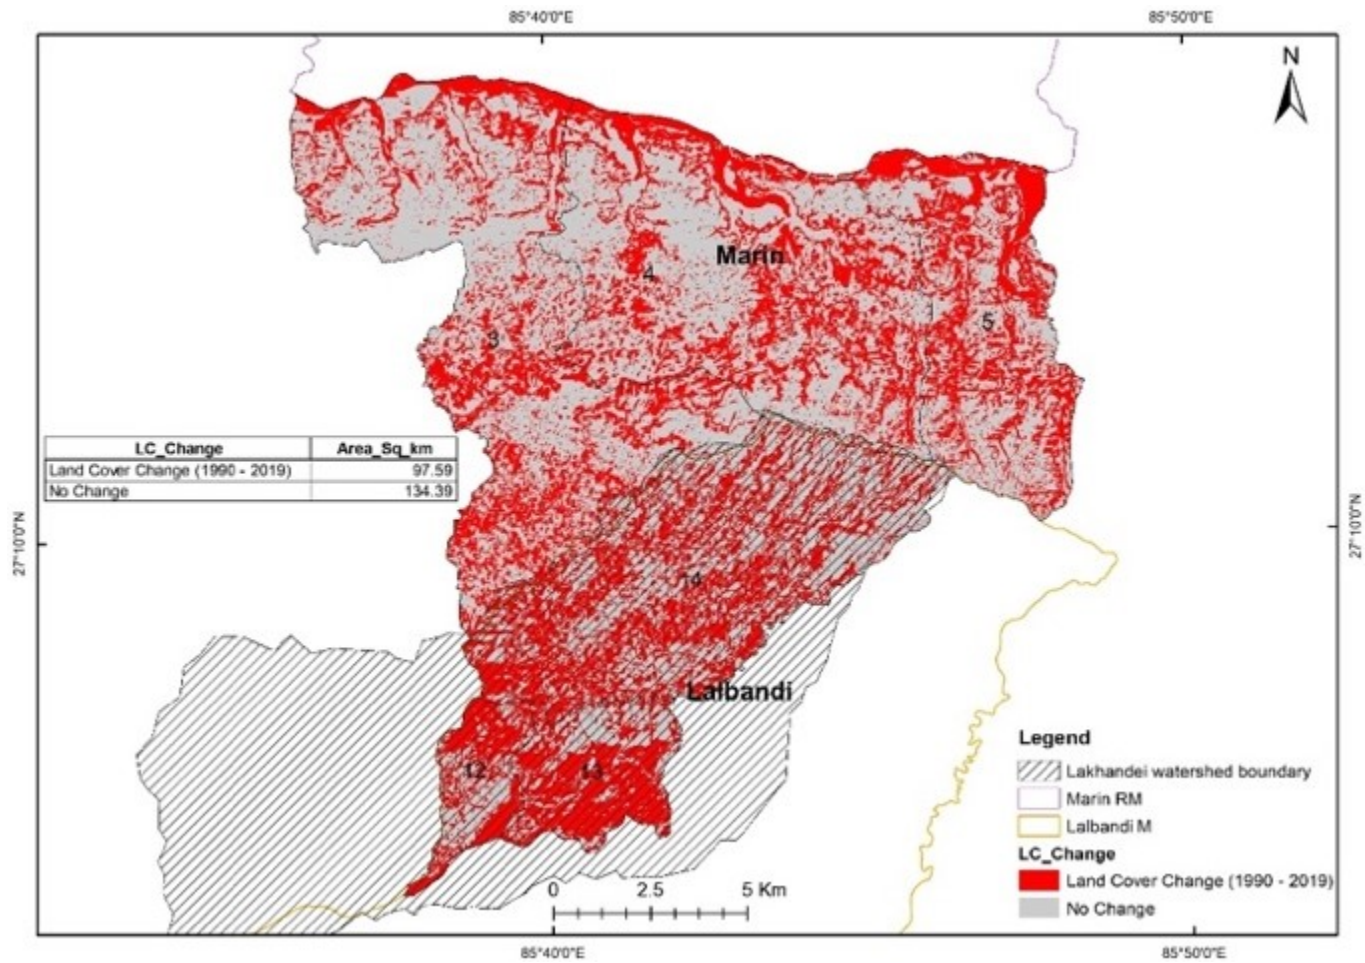 85°40'0"E 85°50'0"E
N
Marin
4
5
3
LC_Change Area_Sq_km
Land Cover Change (1990 - 2019) 97.59
No Change 134.39
27°10'0"N 27°10'0"N
14
Lalbandi
12 13
Legend
Lakhandei watershed boundary
Marin RM
Lalbandi M
LC_Change
Land Cover Change (1990 - 2019)
No Change
0 2.5 5 Km
85°40'0"E 85°50'0"E